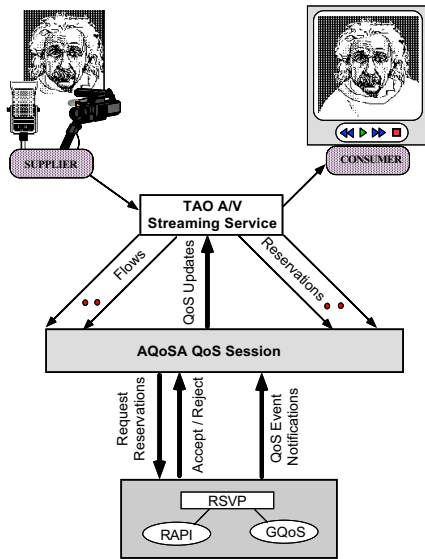 SUPPLIER
CONSUMER
TAO A/V
Streaming Service
Flows
QoS Updates
Reservations
AQoSA QoS Session
Request
Reservations
Accept / Reject
QoS Event
Notifications
RSVP
RAPI
GQoS